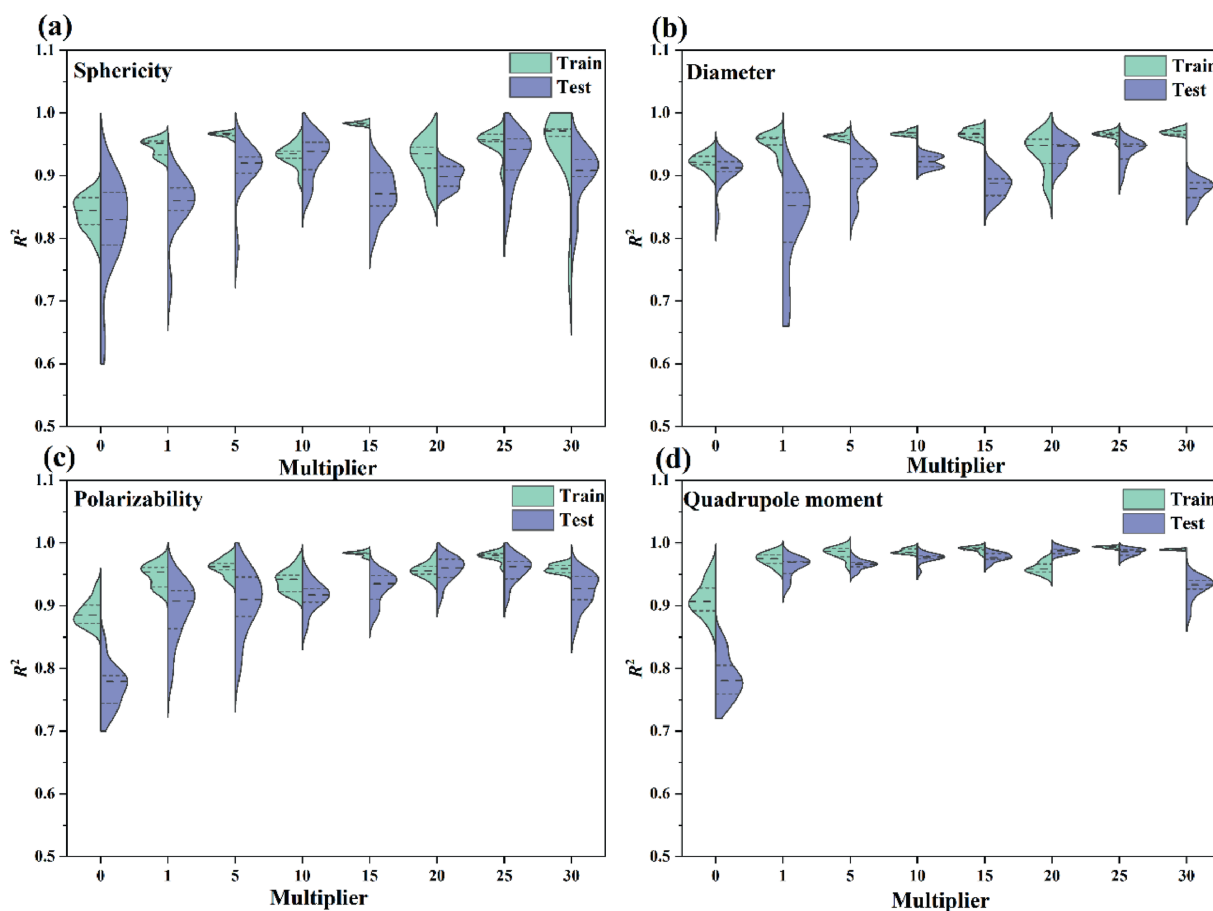 (a)
1.1
1.0
0.9
0.8
0.7
0.6
0.5
R²
Sphericity
Train
Test
0 1 5 10 15 20 25 30
Multiplier
(b)
1.1
1.0
0.9
0.8
0.7
0.6
0.5
R²
Diameter
Train
Test
0 1 5 10 15 20 25 30
Multiplier
(c)
1.1
1.0
0.9
0.8
0.7
0.6
0.5
R²
Polarizability
Train
Test
0 1 5 10 15 20 25 30
Multiplier
(d)
1.1
1.0
0.9
0.8
0.7
0.6
0.5
R²
Quadrupole moment
Train
Test
0 1 5 10 15 20 25 30
Multiplier